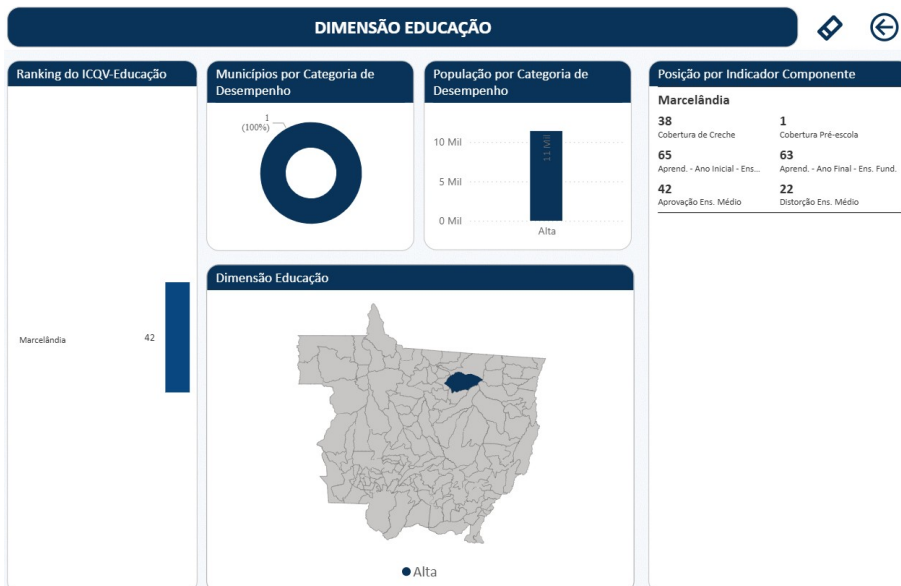 DIMENSÃO EDUCAÇÃO
Ranking do ICQV-Educação
Marcelândia
42
Municípios por Categoria de
Desempenho
1
(100%)
População por Categoria de
Desempenho
10 Mil
5 Mil
0 Mil
11 Mil
Alta
Dimensão Educação
Alta
Posição por Indicador Componente
Marcelândia
38
Cobertura de Creche
1
Cobertura Pré-escola
65
Aprend. - Ano Inicial - Ens...
63
Aprend. - Ano Final - Ens. Fund.
42
Aprovação Ens. Médio
22
Distorção Ens. Médio